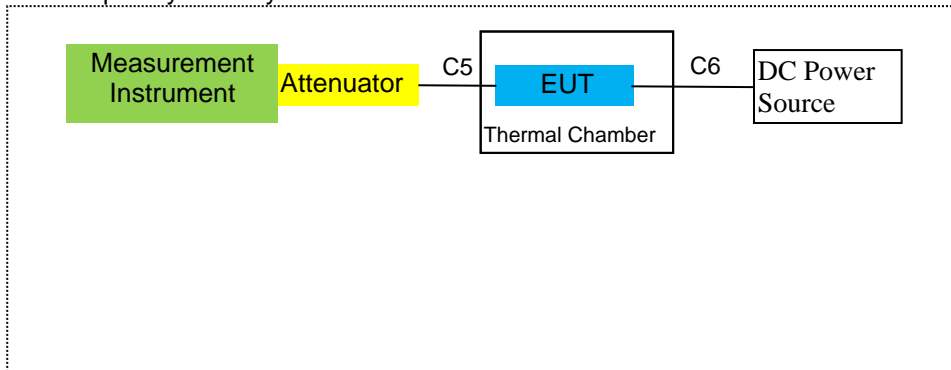 Measurement
Instrument
Attenuator
C5
EUT
Thermal Chamber
C6
DC Power
Source